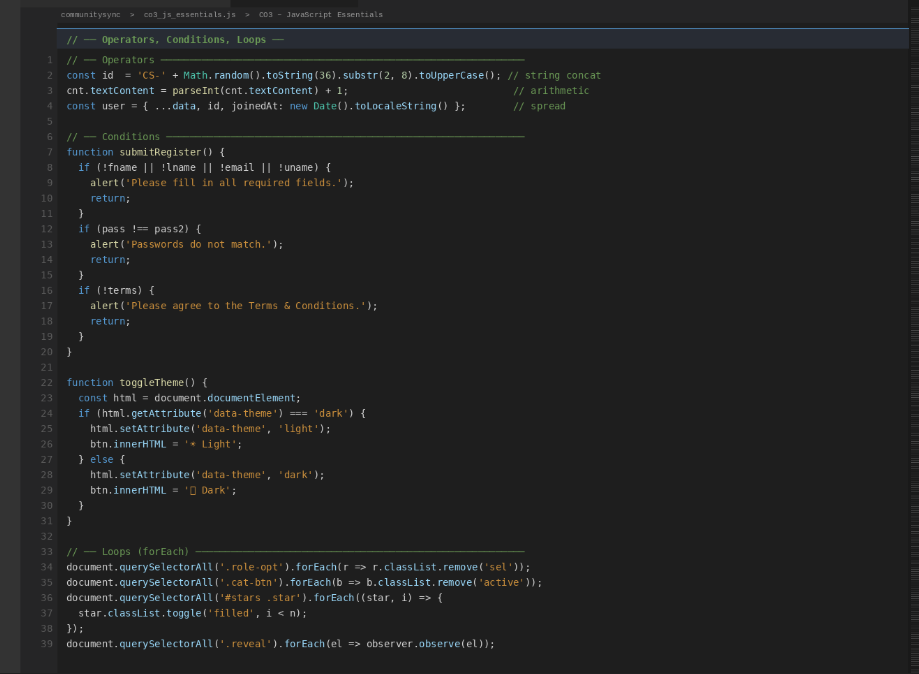 communitysync > co3_js_essentials.js > CO3 – JavaScript Essentials
// ── Operators, Conditions, Loops ──
1 // ── Operators ──────────────────────────────────────────────────────────────
2 const id  = 'CS-' + Math.random().toString(36).substr(2, 8).toUpperCase(); // string concat
3 cnt.textContent = parseInt(cnt.textContent) + 1;                            // arithmetic
4 const user = { ...data, id, joinedAt: new Date().toLocaleString() };        // spread
5
6 // ── Conditions ─────────────────────────────────────────────────────────────
7 function submitRegister() {
8   if (!fname || !lname || !email || !uname) {
9     alert('Please fill in all required fields.');
10     return;
11   }
12   if (pass !== pass2) {
13     alert('Passwords do not match.');
14     return;
15   }
16   if (!terms) {
17     alert('Please agree to the Terms & Conditions.');
18     return;
19   }
20 }
21
22 function toggleTheme() {
23   const html = document.documentElement;
24   if (html.getAttribute('data-theme') === 'dark') {
25     html.setAttribute('data-theme', 'light');
26     btn.innerHTML = '☀ Light';
27   } else {
28     html.setAttribute('data-theme', 'dark');
29     btn.innerHTML = '▯ Dark';
30   }
31 }
32
33 // ── Loops (forEach) ────────────────────────────────────────────────────────
34 document.querySelectorAll('.role-opt').forEach(r => r.classList.remove('sel'));
35 document.querySelectorAll('.cat-btn').forEach(b => b.classList.remove('active'));
36 document.querySelectorAll('#stars .star').forEach((star, i) => {
37   star.classList.toggle('filled', i < n);
38 });
39 document.querySelectorAll('.reveal').forEach(el => observer.observe(el));